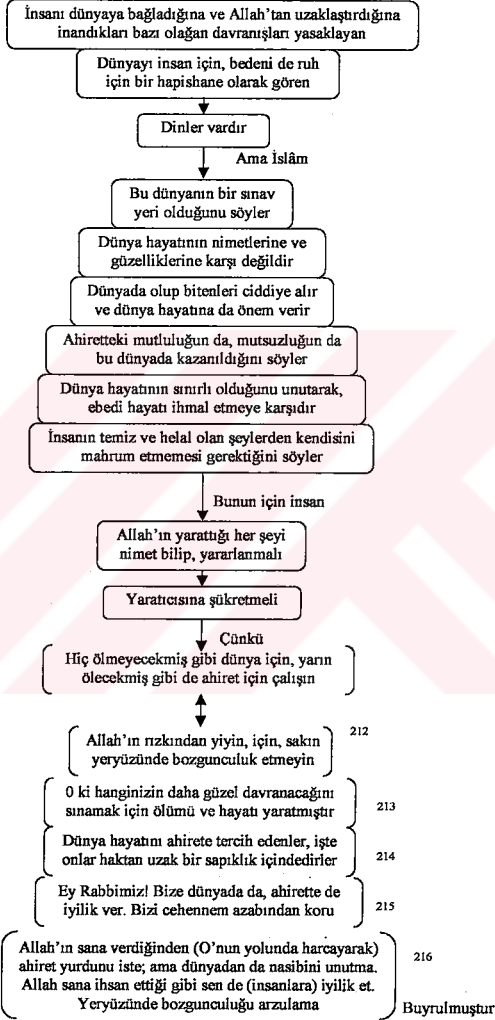 İnsanı dünyaya bağladığına ve Allah'tan uzaklaştırdığına
inandıkları bazı olağan davranışları yasaklayan
Dünyayı insan için, bedeni de ruh
için bir hapishane olarak gören
Dinler vardır
Ama İslâm
Bu dünyanın bir sınav
yeri olduğunu söyler
Dünya hayatının nimetlerine ve
güzelliklerine karşı değildir
Dünyada olup bitenleri ciddiye alır
ve dünya hayatına da önem verir
Ahiretteki mutluluğun da, mutsuzluğun da
bu dünyada kazanıldığını söyler
Dünya hayatının sınırlı olduğunu unutarak,
ebedi hayatı ihmal etmeye karşıdır
İnsanın temiz ve helal olan şeylerden kendisini
mahrum etmemesi gerektiğini söyler
Bunun için insan
Allah'ın yarattığı her şeyi
nimet bilip, yararlanmalı
Yaratıcısına şükretmeli
Çünkü
Hiç ölmeyecekmiş gibi dünya için, yarın
ölecekmiş gibi de ahiret için çalışın
Allah'ın rızkından yiyin, için, sakın
yeryüzünde bozgunculuk etmeyin
212
0 ki hanginizin daha güzel davranacağını
sınamak için ölümü ve hayatı yaratmıştır
213
Dünya hayatını ahirete tercih edenler, işte
onlar haktan uzak bir sapıklık içindedirler
214
Ey Rabbimiz! Bize dünyada da, ahirette de
iyilik ver. Bizi cehennem azabından koru
215
Allah'ın sana verdiğinden (O'nun yolunda harcayarak)
ahiret yurdunu iste; ama dünyadan da nasibini unutma.
Allah sana ihsan ettiği gibi sen de (insanlara) iyilik et.
Yeryüzünde bozgunculuğu arzulama
216
Buyrulmuştur